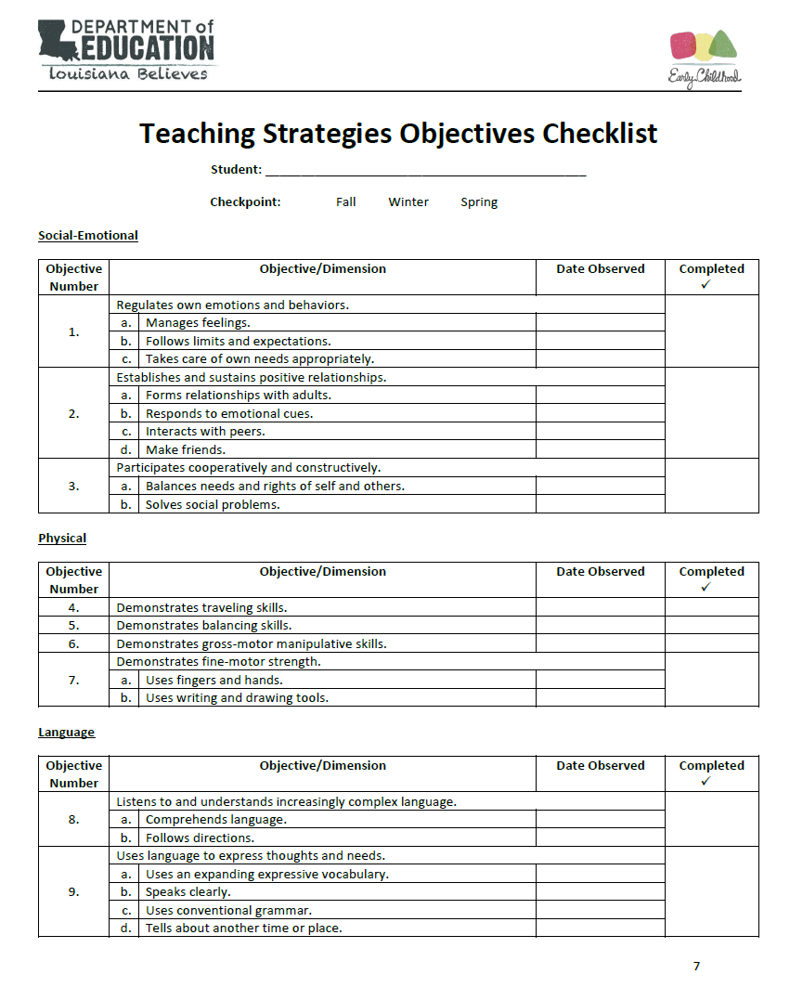 DEPARTMENT of
EDUCATION
Louisiana Believes
Early Childhood
Teaching Strategies Objectives Checklist
Student: ______________________________________________
Checkpoint: Fall Winter Spring
Social-Emotional
Objective Number Objective/Dimension Date Observed Completed ✓
1. Regulates own emotions and behaviors.
a. Manages feelings.
b. Follows limits and expectations.
c. Takes care of own needs appropriately.
2. Establishes and sustains positive relationships.
a. Forms relationships with adults.
b. Responds to emotional cues.
c. Interacts with peers.
d. Make friends.
3. Participates cooperatively and constructively.
a. Balances needs and rights of self and others.
b. Solves social problems.
Physical
Objective Number Objective/Dimension Date Observed Completed ✓
4. Demonstrates traveling skills.
5. Demonstrates balancing skills.
6. Demonstrates gross-motor manipulative skills.
7. Demonstrates fine-motor strength.
a. Uses fingers and hands.
b. Uses writing and drawing tools.
Language
Objective Number Objective/Dimension Date Observed Completed ✓
8. Listens to and understands increasingly complex language.
a. Comprehends language.
b. Follows directions.
9. Uses language to express thoughts and needs.
a. Uses an expanding expressive vocabulary.
b. Speaks clearly.
c. Uses conventional grammar.
d. Tells about another time or place.
7